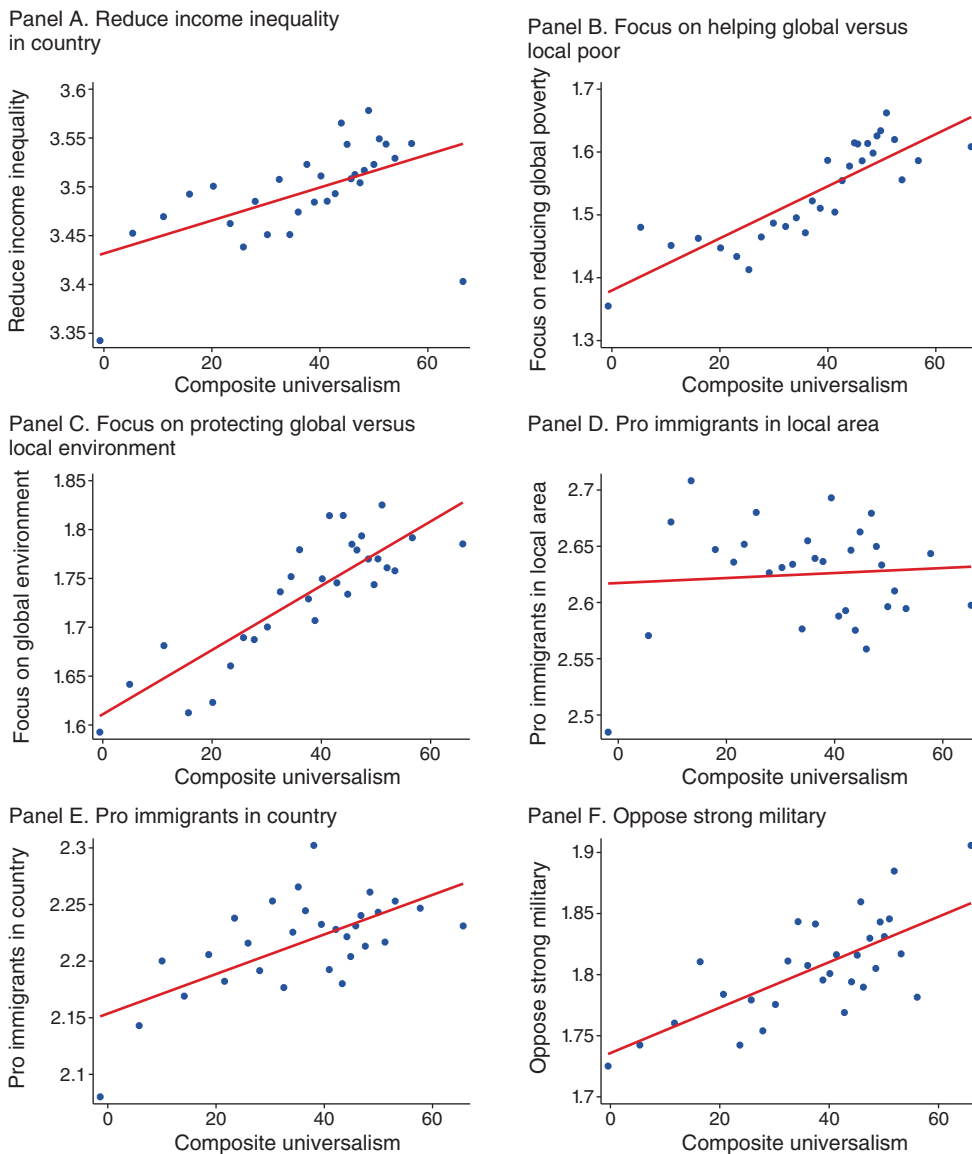 Panel A. Reduce income inequality
in country
Reduce income inequality
3.6
3.55
3.5
3.45
3.4
3.35
0 20 40 60
Composite universalism
Panel B. Focus on helping global versus
local poor
Focus on reducing global poverty
1.7
1.6
1.5
1.4
1.3
0 20 40 60
Composite universalism
Panel C. Focus on protecting global versus
local environment
Focus on global environment
1.85
1.8
1.75
1.7
1.65
1.6
0 20 40 60
Composite universalism
Panel D. Pro immigrants in local area
Pro immigrants in local area
2.7
2.65
2.6
2.55
2.5
0 20 40 60
Composite universalism
Panel E. Pro immigrants in country
Pro immigrants in country
2.3
2.25
2.2
2.15
2.1
0 20 40 60
Composite universalism
Panel F. Oppose strong military
Oppose strong military
1.9
1.85
1.8
1.75
1.7
0 20 40 60
Composite universalism